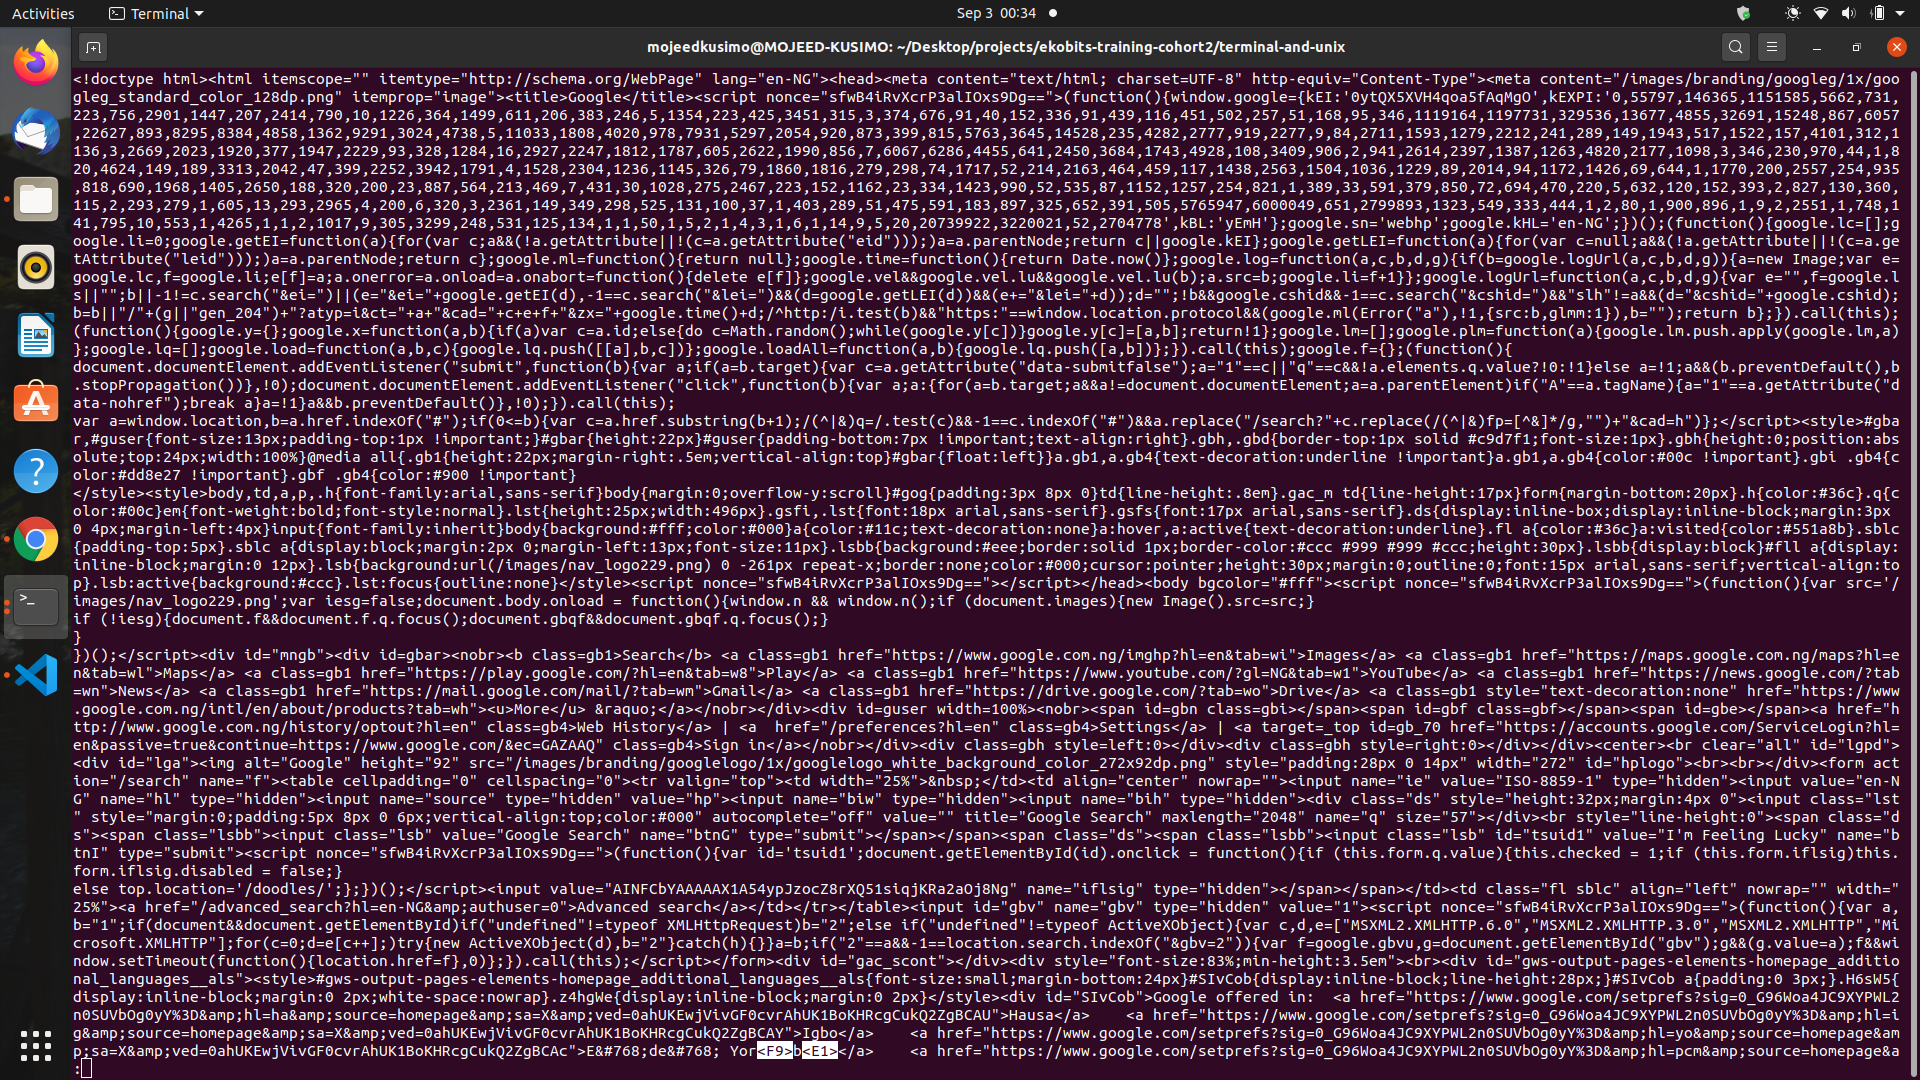 Activities
Terminal
Sep 3 00:34
mojeedkusimo@MOJEED-KUSIMO: ~/Desktop/projects/ekobits-training-cohort2/terminal-and-unix
<!doctype html><html itemscope="" itemtype="http://schema.org/WebPage" lang="en-NG"><head><meta content="text/html; charset=UTF-8" http-equiv="Content-Type"><meta content="/images/branding/googleg/1x/goo
gleg_standard_color_128dp.png" itemprop="image"><title>Google</title><script nonce="sfwB4iRvXcrP3alIOxs9Dg==">(function(){window.google={kEI:'0ytQX5XVH4qoa5fAqMgO',kEXPI:'0,55797,146365,1151585,5662,731,
223,756,2901,1447,207,2414,790,10,1226,364,1499,611,206,383,246,5,1354,223,425,3451,315,3,374,676,91,40,152,336,91,439,116,451,502,257,51,168,95,346,1119164,1197731,329536,13677,4855,32691,15248,867,6057
,22627,893,8295,8384,4858,1362,9291,3024,4738,5,11033,1808,4020,978,7931,5297,2054,920,873,399,815,5763,3645,14528,235,4282,2777,919,2277,9,84,2711,1593,1279,2212,241,289,149,1943,517,1522,157,4101,312,1
136,3,2669,2023,1920,377,1947,2229,93,328,1284,16,2927,2247,1812,1787,605,2622,1990,856,7,6067,6286,4455,641,2450,3684,1743,4928,108,3409,906,2,941,2614,2397,1387,1263,4820,2177,1098,3,346,230,970,44,1,8
20,4624,149,189,3313,2042,47,399,2252,3942,1791,4,1528,2304,1236,1145,326,79,1860,1816,279,298,74,1717,52,214,2163,464,459,117,1438,2563,1504,1036,1229,89,2014,94,1172,1426,69,644,1,1770,200,2557,254,935
,818,690,1968,1405,2650,188,320,200,23,887,564,213,469,7,431,30,1028,275,2467,223,152,1162,23,334,1423,990,52,535,87,1152,1257,254,821,1,389,33,591,379,850,72,694,470,220,5,632,120,152,393,2,827,130,360,
115,2,293,279,1,605,13,293,2965,4,200,6,320,3,2361,149,349,298,525,131,100,37,1,403,289,51,475,591,183,897,325,652,391,505,5765947,6000049,651,2799893,1323,549,333,444,1,2,80,1,900,896,1,9,2,2551,1,748,1
41,795,10,553,1,4265,1,1,2,1017,9,305,3299,248,531,125,134,1,1,50,1,5,2,1,4,3,1,6,1,14,9,5,20,20739922,3220021,52,2704778',kBL:'yEmH'};google.sn='webhp';google.kHL='en-NG';})();(function(){google.lc=[];g
oogle.li=0;google.getEI=function(a){for(var c;a&&(!a.getAttribute||!(c=a.getAttribute("eid")));)a=a.parentNode;return c||google.kEI};google.getLEI=function(a){for(var c=null;a&&(!a.getAttribute||!(c=a.ge
tAttribute("leid")));)a=a.parentNode;return c};google.ml=function(){return null};google.time=function(){return Date.now()};google.log=function(a,c,b,d,g){if(b=google.logUrl(a,c,b,d,g)){a=new Image;var e=
google.lc,f=google.li;e[f]=a;a.onerror=a.onload=a.onabort=function(){delete e[f]};google.vel&&google.vel.lu&&google.vel.lu(b);a.src=b;google.li=f+1}};google.logUrl=function(a,c,b,d,g){var e="",f=google.l
s||"";b||-1!=c.search("&ei=")||(e="&ei="+google.getEI(d),-1==c.search("&lei=")&&(d=google.getLEI(d))&&(e+="&lei="+d));d="";!b&&google.cshid&&-1==c.search("&cshid=")&&"slh"!=a&&(d="&cshid="+google.cshid);
b=b||"/"+(g||"gen_204")+"?atyp=i&ct="+a+"&cad="+c+e+f+"&zx="+google.time()+d;/^http:/i.test(b)&&"https:"==window.location.protocol&&(google.ml(Error("a"),!1,{src:b,glmm:1}),b="");return b};}).call(this);
(function(){google.y={};google.x=function(a,b){if(a)var c=a.id;else{do c=Math.random();while(google.y[c])}google.y[c]=[a,b];return!1};google.lm=[];google.plm=function(a){google.lm.push.apply(google.lm,a)
};google.lq=[];google.load=function(a,b,c){google.lq.push([[a],b,c])};google.loadAll=function(a,b){google.lq.push([a,b])};}).call(this);google.f={};(function(){
document.documentElement.addEventListener("submit",function(b){var a;if(a=b.target){var c=a.getAttribute("data-submitfalse");a="1"==c||"q"==c&&!a.elements.q.value?!0:!1}else a=!1;a&&(b.preventDefault(),b
.stopPropagation())},!0);document.documentElement.addEventListener("click",function(b){var a;a:{for(a=b.target;a&&a!=document.documentElement;a=a.parentElement)if("A"==a.tagName){a="1"==a.getAttribute("d
ata-nohref");break a}a=!1}a&&b.preventDefault()},!0);}).call(this);
var a=window.location,b=a.href.indexOf("#");if(0<=b){var c=a.href.substring(b+1);/(^|&)q=/.test(c)&&-1==c.indexOf("#")&&a.replace("/search?"+c.replace(/(^|&)fp=[^&]*/g,"")+"&cad=h")};</script><style>#gba
r,#guser{font-size:13px;padding-top:1px !important;}#gbar{height:22px}#guser{padding-bottom:7px !important;text-align:right}.gbh,.gbd{border-top:1px solid #c9d7f1;font-size:1px}.gbh{height:0;position:abs
olute;top:24px;width:100%}@media all{.gb1{height:22px;margin-right:.5em;vertical-align:top}#gbar{float:left}}a.gb1,a.gb4{text-decoration:underline !important}a.gb1,a.gb4{color:#00c !important}.gbi .gb4{c
olor:#dd8e27 !important}.gbf .gb4{color:#900 !important}
</style><style>body,td,a,p,.h{font-family:arial,sans-serif}body{margin:0;overflow-y:scroll}#gog{padding:3px 8px 0}td{line-height:.8em}.gac_m td{line-height:17px}form{margin-bottom:20px}.h{color:#36c}.q{c
olor:#00c}em{font-weight:bold;font-style:normal}.lst{height:25px;width:496px}.gsfi,.lst{font:18px arial,sans-serif}.gsfs{font:17px arial,sans-serif}.ds{display:inline-box;display:inline-block;margin:3px
0 4px;margin-left:4px}input{font-family:inherit}body{background:#fff;color:#000}a{color:#11c;text-decoration:none}a:hover,a:active{text-decoration:underline}.fl a{color:#36c}a:visited{color:#551a8b}.sblc
{padding-top:5px}.sblc a{display:block;margin:2px 0;margin-left:13px;font-size:11px}.lsbb{background:#eee;border:solid 1px;border-color:#ccc #999 #999 #ccc;height:30px}.lsbb{display:block}#fll a{display:
inline-block;margin:0 12px}.lsb{background:url(/images/nav_logo229.png) 0 -261px repeat-x;border:none;color:#000;cursor:pointer;height:30px;margin:0;outline:0;font:15px arial,sans-serif;vertical-align:to
p}.lsb:active{background:#ccc}.lst:focus{outline:none}</style><script nonce="sfwB4iRvXcrP3alIOxs9Dg=="></script></head><body bgcolor="#fff"><script nonce="sfwB4iRvXcrP3alIOxs9Dg==">(function(){var src='/
images/nav_logo229.png';var iesg=false;document.body.onload = function(){window.n && window.n();if (document.images){new Image().src=src;}
if (!iesg){document.f&&document.f.q.focus();document.gbqf&&document.gbqf.q.focus();}
}
})();</script><div id="mngb"><div id=gbar><nobr><b class=gb1>Search</b> <a class=gb1 href="https://www.google.com.ng/imghp?hl=en&tab=wi">Images</a> <a class=gb1 href="https://maps.google.com.ng/maps?hl=e
n&tab=wl">Maps</a> <a class=gb1 href="https://play.google.com/?hl=en&tab=w8">Play</a> <a class=gb1 href="https://www.youtube.com/?gl=NG&tab=w1">YouTube</a> <a class=gb1 href="https://news.google.com/?tab
=wn">News</a> <a class=gb1 href="https://mail.google.com/mail/?tab=wm">Gmail</a> <a class=gb1 href="https://drive.google.com/?tab=wo">Drive</a> <a class=gb1 style="text-decoration:none" href="https://www
.google.com.ng/intl/en/about/products?tab=wh"><u>More</u> &raquo;</a></nobr></div><div id=guser width=100%><nobr><span id=gbn class=gbi></span><span id=gbf class=gbf></span><span id=gbe></span><a href="h
ttp://www.google.com.ng/history/optout?hl=en" class=gb4>Web History</a> | <a  href="/preferences?hl=en" class=gb4>Settings</a> | <a target=_top id=gb_70 href="https://accounts.google.com/ServiceLogin?hl=
en&passive=true&continue=https://www.google.com/&ec=GAZAAQ" class=gb4>Sign in</a></nobr></div><div class=gbh style=left:0></div><div class=gbh style=right:0></div></div><center><br clear="all" id="lgpd">
<div id="lga"><img alt="Google" height="92" src="/images/branding/googlelogo/1x/googlelogo_white_background_color_272x92dp.png" style="padding:28px 0 14px" width="272" id="hplogo"><br><br></div><form act
ion="/search" name="f"><table cellpadding="0" cellspacing="0"><tr valign="top"><td width="25%">&nbsp;</td><td align="center" nowrap=""><input name="ie" value="ISO-8859-1" type="hidden"><input value="en-N
G" name="hl" type="hidden"><input name="source" type="hidden" value="hp"><input name="biw" type="hidden"><input name="bih" type="hidden"><div class="ds" style="height:32px;margin:4px 0"><input class="lst
" style="margin:0;padding:5px 8px 0 6px;vertical-align:top;color:#000" autocomplete="off" value="" title="Google Search" maxlength="2048" name="q" size="57"></div><br style="line-height:0"><span class="d
s"><span class="lsbb"><input class="lsb" value="Google Search" name="btnG" type="submit"></span></span><span class="ds"><span class="lsbb"><input class="lsb" id="tsuid1" value="I'm Feeling Lucky" name="b
tnI" type="submit"><script nonce="sfwB4iRvXcrP3alIOxs9Dg==">(function(){var id='tsuid1';document.getElementById(id).onclick = function(){if (this.form.q.value){this.checked = 1;if (this.form.iflsig)this.
form.iflsig.disabled = false;}
else top.location='/doodles/';};})();</script><input value="AINFCbYAAAAAX1A54ypJzocZ8rXQ51siqjKRa2aOj8Ng" name="iflsig" type="hidden"></span></span></td><td class="fl sblc" align="left" nowrap="" width="
25%"><a href="/advanced_search?hl=en-NG&amp;authuser=0">Advanced search</a></td></tr></table><input id="gbv" name="gbv" type="hidden" value="1"><script nonce="sfwB4iRvXcrP3alIOxs9Dg==">(function(){var a,
b="1";if(document&&document.getElementById)if("undefined"!=typeof XMLHttpRequest)b="2";else if("undefined"!=typeof ActiveXObject){var c,d,e=["MSXML2.XMLHTTP.6.0","MSXML2.XMLHTTP.3.0","MSXML2.XMLHTTP","Mi
crosoft.XMLHTTP"];for(c=0;d=e[c++];)try{new ActiveXObject(d),b="2"}catch(h){}}a=b;if("2"==a&&-1==location.search.indexOf("&gbv=2")){var f=google.gbvu,g=document.getElementById("gbv");g&&(g.value=a);f&&wi
ndow.setTimeout(function(){location.href=f},0)};}).call(this);</script></form><div id="gac_scont"></div><div style="font-size:83%;min-height:3.5em"><br><div id="gws-output-pages-elements-homepage_additio
nal_languages__als"><style>#gws-output-pages-elements-homepage_additional_languages__als{font-size:small;margin-bottom:24px}#SIvCob{display:inline-block;line-height:28px;}#SIvCob a{padding:0 3px;}.H6sW5{
display:inline-block;margin:0 2px;white-space:nowrap}.z4hgWe{display:inline-block;margin:0 2px}</style><div id="SIvCob">Google offered in:  <a href="https://www.google.com/setprefs?sig=0_G96Woa4JC9XYPWL2
n0SUVbOg0yY%3D&amp;hl=ha&amp;source=homepage&amp;sa=X&amp;ved=0ahUKEwjVivGF0cvrAhUK1BoKHRcgCukQ2ZgBCAU">Hausa</a>    <a href="https://www.google.com/setprefs?sig=0_G96Woa4JC9XYPWL2n0SUVbOg0yY%3D&amp;hl=i
g&amp;source=homepage&amp;sa=X&amp;ved=0ahUKEwjVivGF0cvrAhUK1BoKHRcgCukQ2ZgBCAY">Igbo</a>    <a href="https://www.google.com/setprefs?sig=0_G96Woa4JC9XYPWL2n0SUVbOg0yY%3D&amp;hl=yo&amp;source=homepage&am
p;sa=X&amp;ved=0ahUKEwjVivGF0cvrAhUK1BoKHRcgCukQ2ZgBCAc">E&#768;de&#768; Yor<F9>b<E1></a>    <a href="https://www.google.com/setprefs?sig=0_G96Woa4JC9XYPWL2n0SUVbOg0yY%3D&amp;hl=pcm&amp;source=homepage&a
: